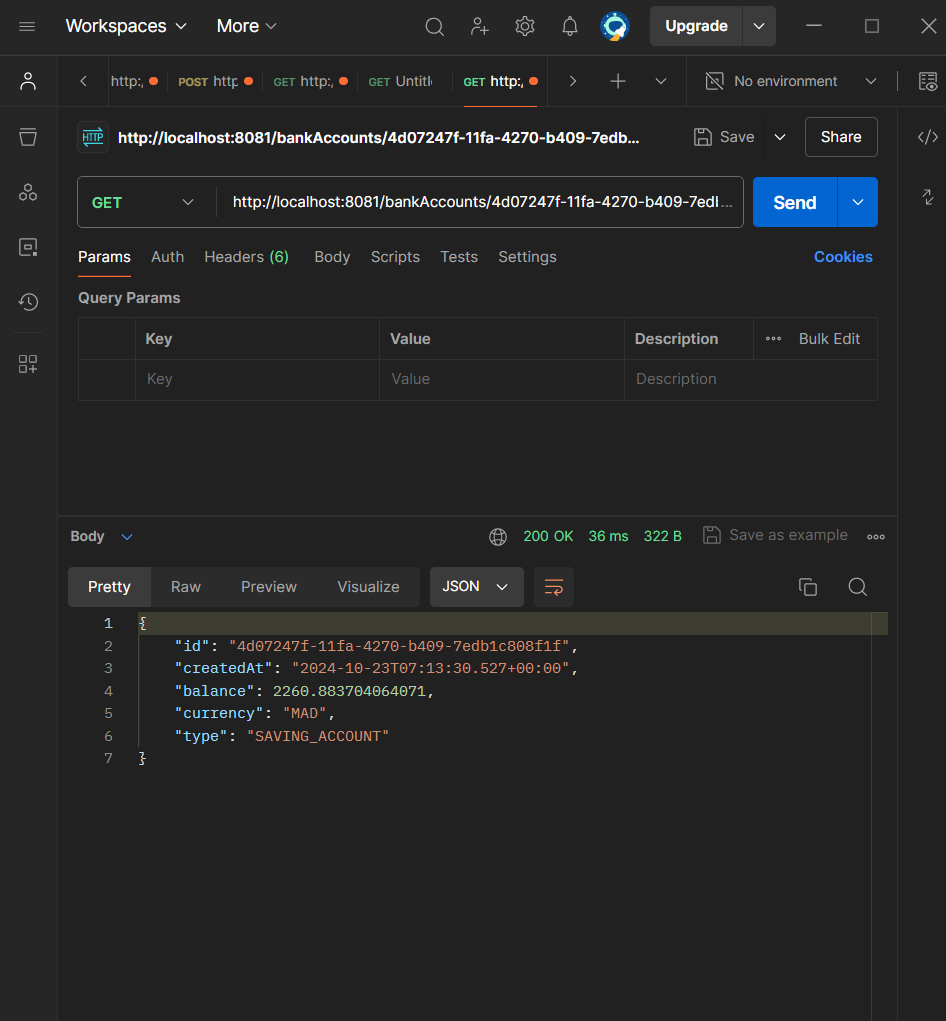 Workspaces More Upgrade
http:, POST http GET http:, GET Untitl GET http:, No environment
HTTP http://localhost:8081/bankAccounts/4d07247f-11fa-4270-b409-7edb... Save Share
GET http://localhost:8081/bankAccounts/4d07247f-11fa-4270-b409-7edl... Send
Params Auth Headers (6) Body Scripts Tests Settings Cookies
Query Params
Key Value Description Bulk Edit
Key Value Description
Body 200 OK 36 ms 322 B Save as example
Pretty Raw Preview Visualize JSON
1 {
2 "id": "4d07247f-11fa-4270-b409-7edb1c808f1f",
3 "createdAt": "2024-10-23T07:13:30.527+00:00",
4 "balance": 2260.883704064071,
5 "currency": "MAD",
6 "type": "SAVING_ACCOUNT"
7 }